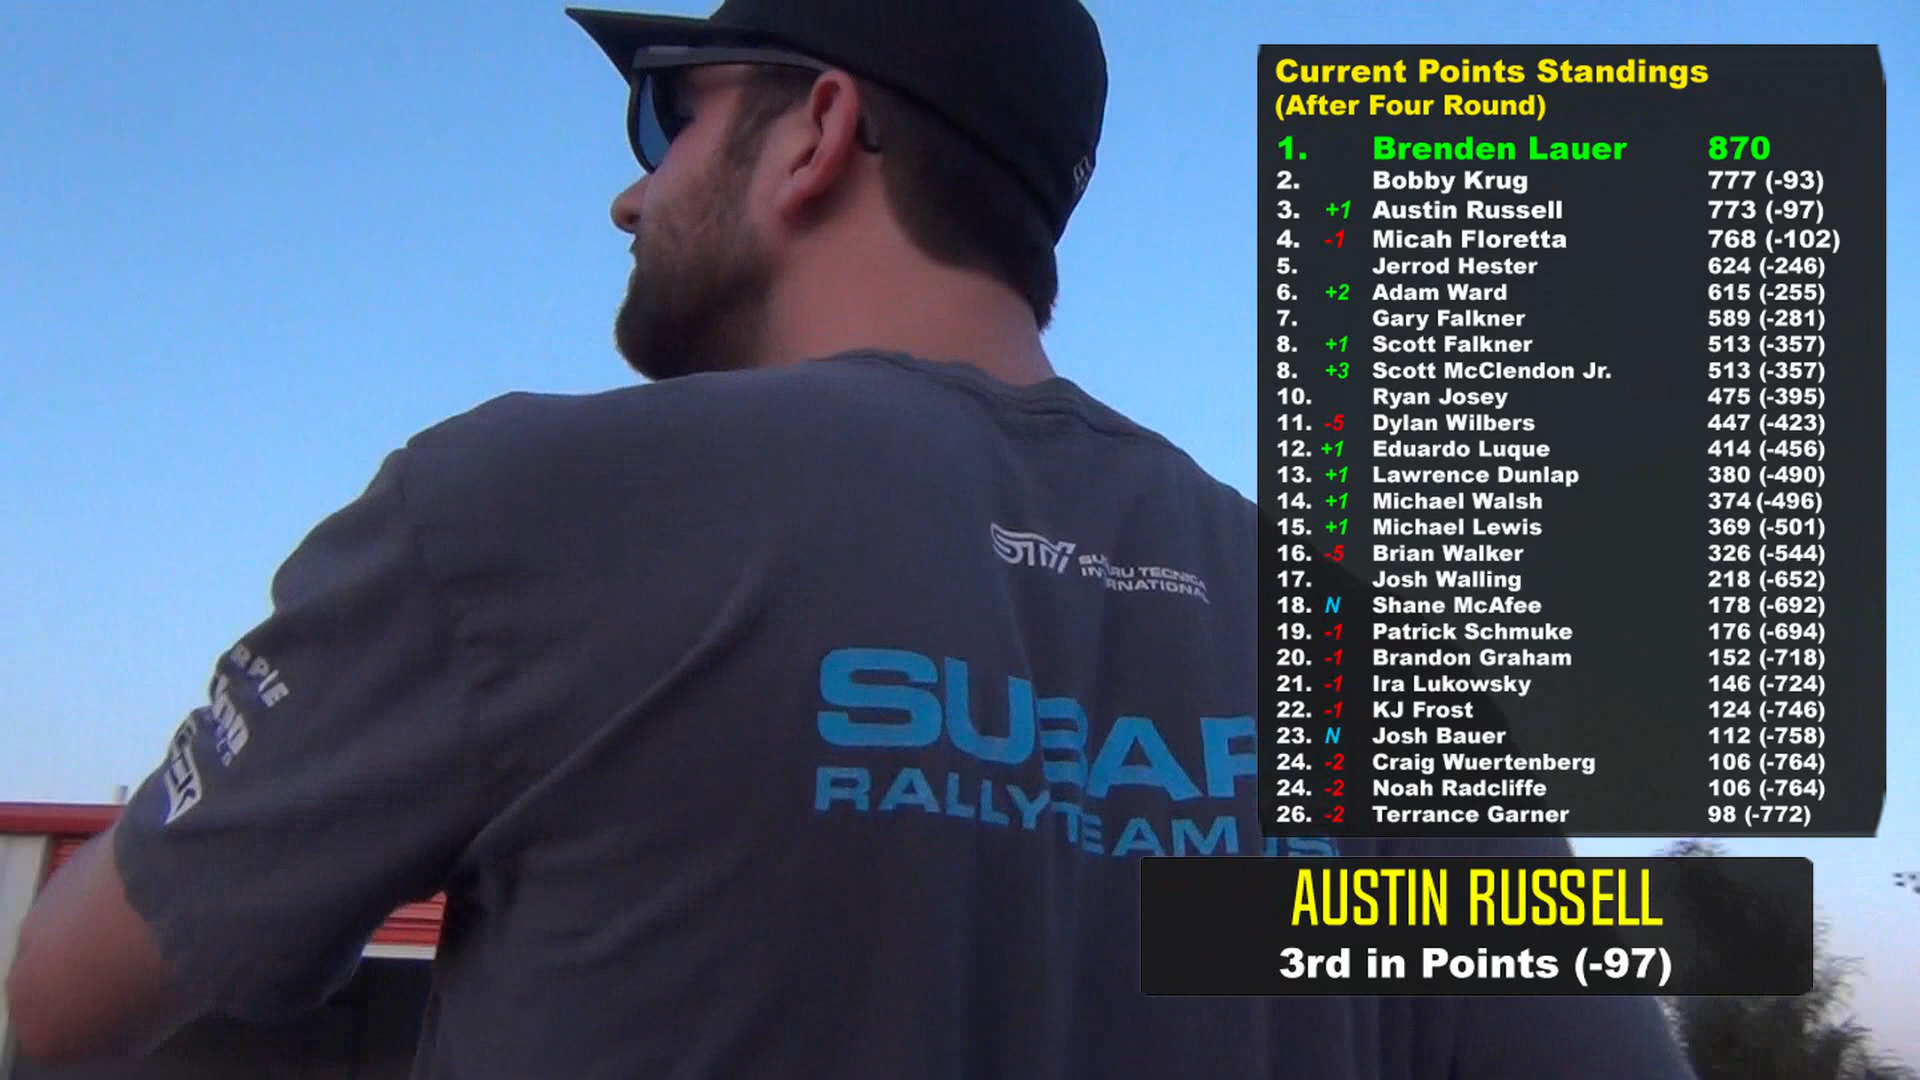 Current Points Standings
(After Four Round)
1. Brenden Lauer 870
2. Bobby Krug 777 (-93)
3. +1 Austin Russell 773 (-97)
4. -1 Micah Floretta 768 (-102)
5. Jerrod Hester 624 (-246)
6. +2 Adam Ward 615 (-255)
7. Gary Falkner 589 (-281)
8. +1 Scott Falkner 513 (-357)
8. +3 Scott McClendon Jr. 513 (-357)
10. Ryan Josey 475 (-395)
11. -5 Dylan Wilbers 447 (-423)
12. +1 Eduardo Luque 414 (-456)
13. +1 Lawrence Dunlap 380 (-490)
14. +1 Michael Walsh 374 (-496)
15. +1 Michael Lewis 369 (-501)
16. -5 Brian Walker 326 (-544)
17. Josh Walling 218 (-652)
18. N Shane McAfee 178 (-692)
19. -1 Patrick Schmuke 176 (-694)
20. -1 Brandon Graham 152 (-718)
21. -1 Ira Lukowsky 146 (-724)
22. -1 KJ Frost 124 (-746)
23. N Josh Bauer 112 (-758)
24. -2 Craig Wuertenberg 106 (-764)
24. -2 Noah Radcliffe 106 (-764)
26. -2 Terrance Garner 98 (-772)
STI
SUBAR
RALLY TEAM
AUSTIN RUSSELL
3rd in Points (-97)